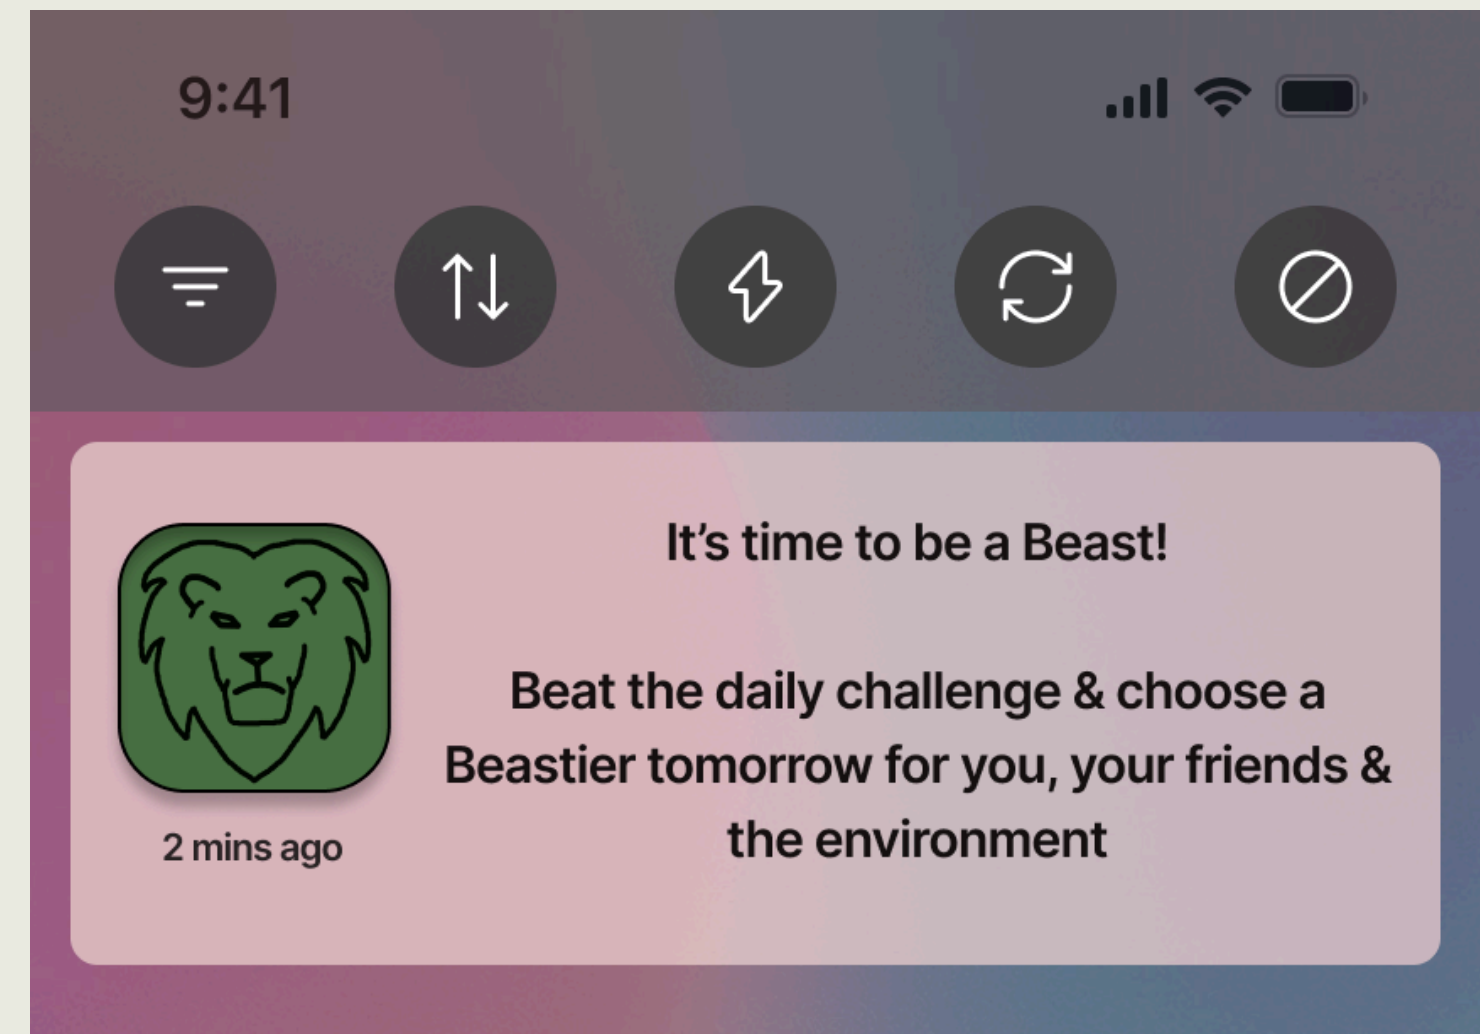 9:41
It’s time to be a Beast!
Beat the daily challenge & choose a
Beastier tomorrow for you, your friends &
the environment
2 mins ago